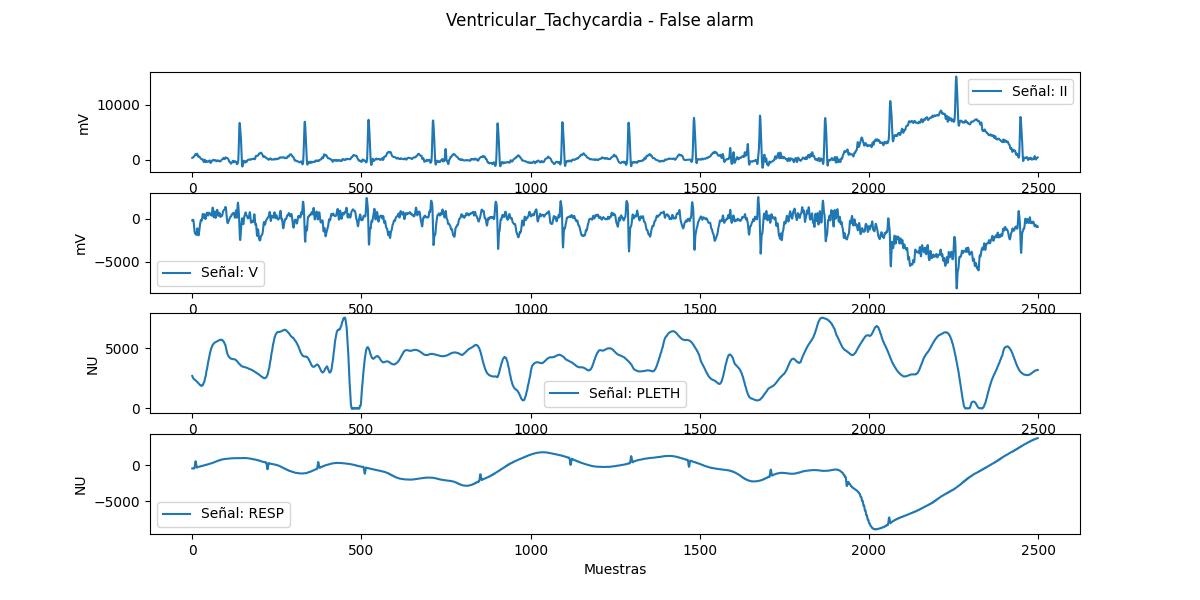 Ventricular_Tachycardia - False alarm
10000
0
mV
Señal: II
0 500 1000 1500 2000 2500
0
−5000
mV
Señal: V
0 500 1000 1500 2000 2500
5000
0
NU
Señal: PLETH
0 500 1000 1500 2000 2500
0
−5000
NU
Señal: RESP
0 500 1000 1500 2000 2500
Muestras